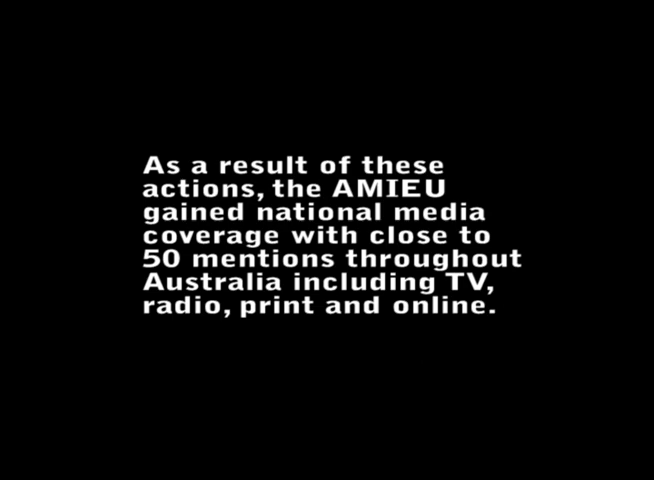 As a result of these
actions, the AMIEU
gained national media
coverage with close to
50 mentions throughout
Australia including TV,
radio, print and online.